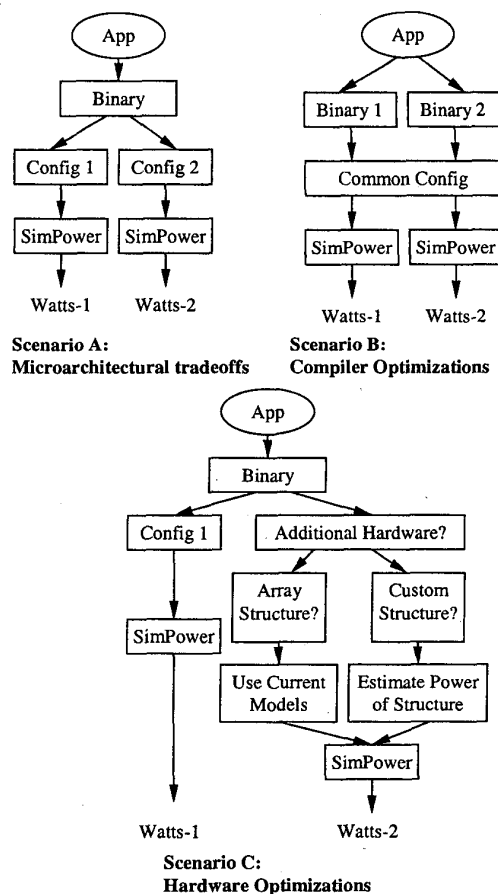 App
Binary
Config 1
Config 2
SimPower
SimPower
Watts-1
Watts-2
Scenario A:
Microarchitectural tradeoffs
App
Binary 1
Binary 2
Common Config
SimPower
SimPower
Watts-1
Watts-2
Scenario B:
Compiler Optimizations
App
Binary
Config 1
Additional Hardware?
Array
Structure?
Custom
Structure?
SimPower
Use Current
Models
Estimate Power
of Structure
SimPower
Watts-1
Watts-2
Scenario C:
Hardware Optimizations